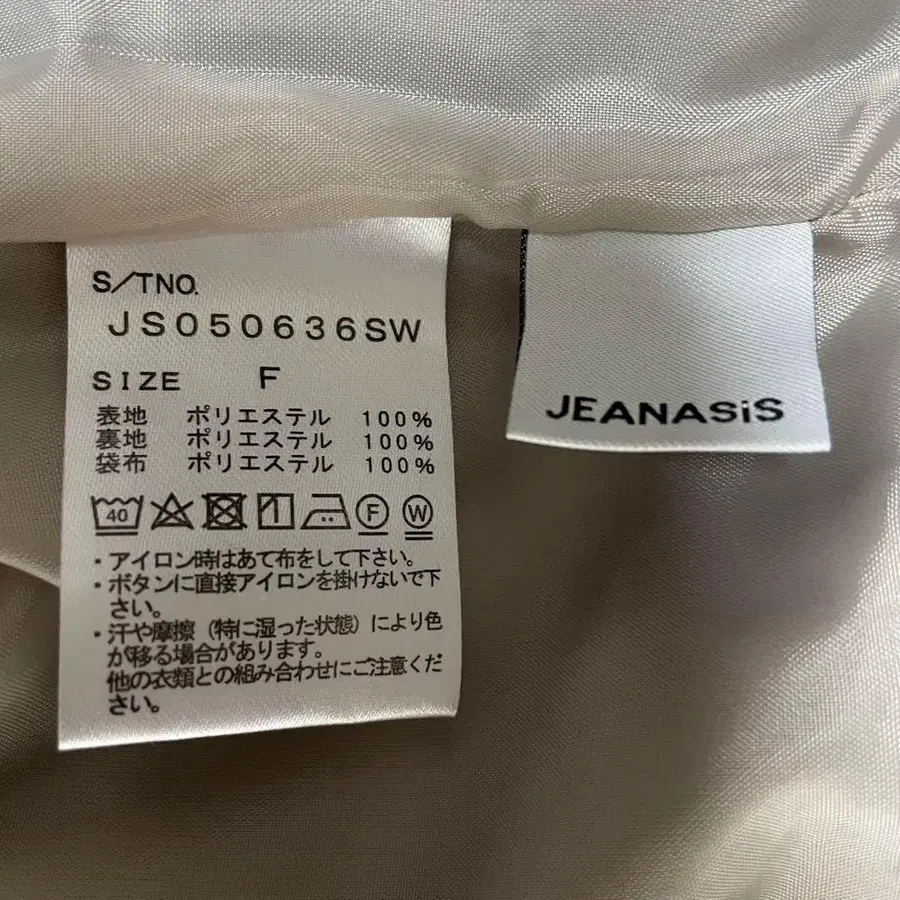 S/TNO.
JS050636SW
SIZE F
表地 ポリエステル 100%
裏地 ポリエステル 100%
袋布 ポリエステル 100%
40 F W
・アイロン時はあて布をして下さい。
・ボタンに直接アイロンを掛けないで下
さい。
・汗や摩擦(特に湿った状態)により色
が移る場合があります。
他の衣類との組み合わせにご注意くだ
さい。
JEANASiS